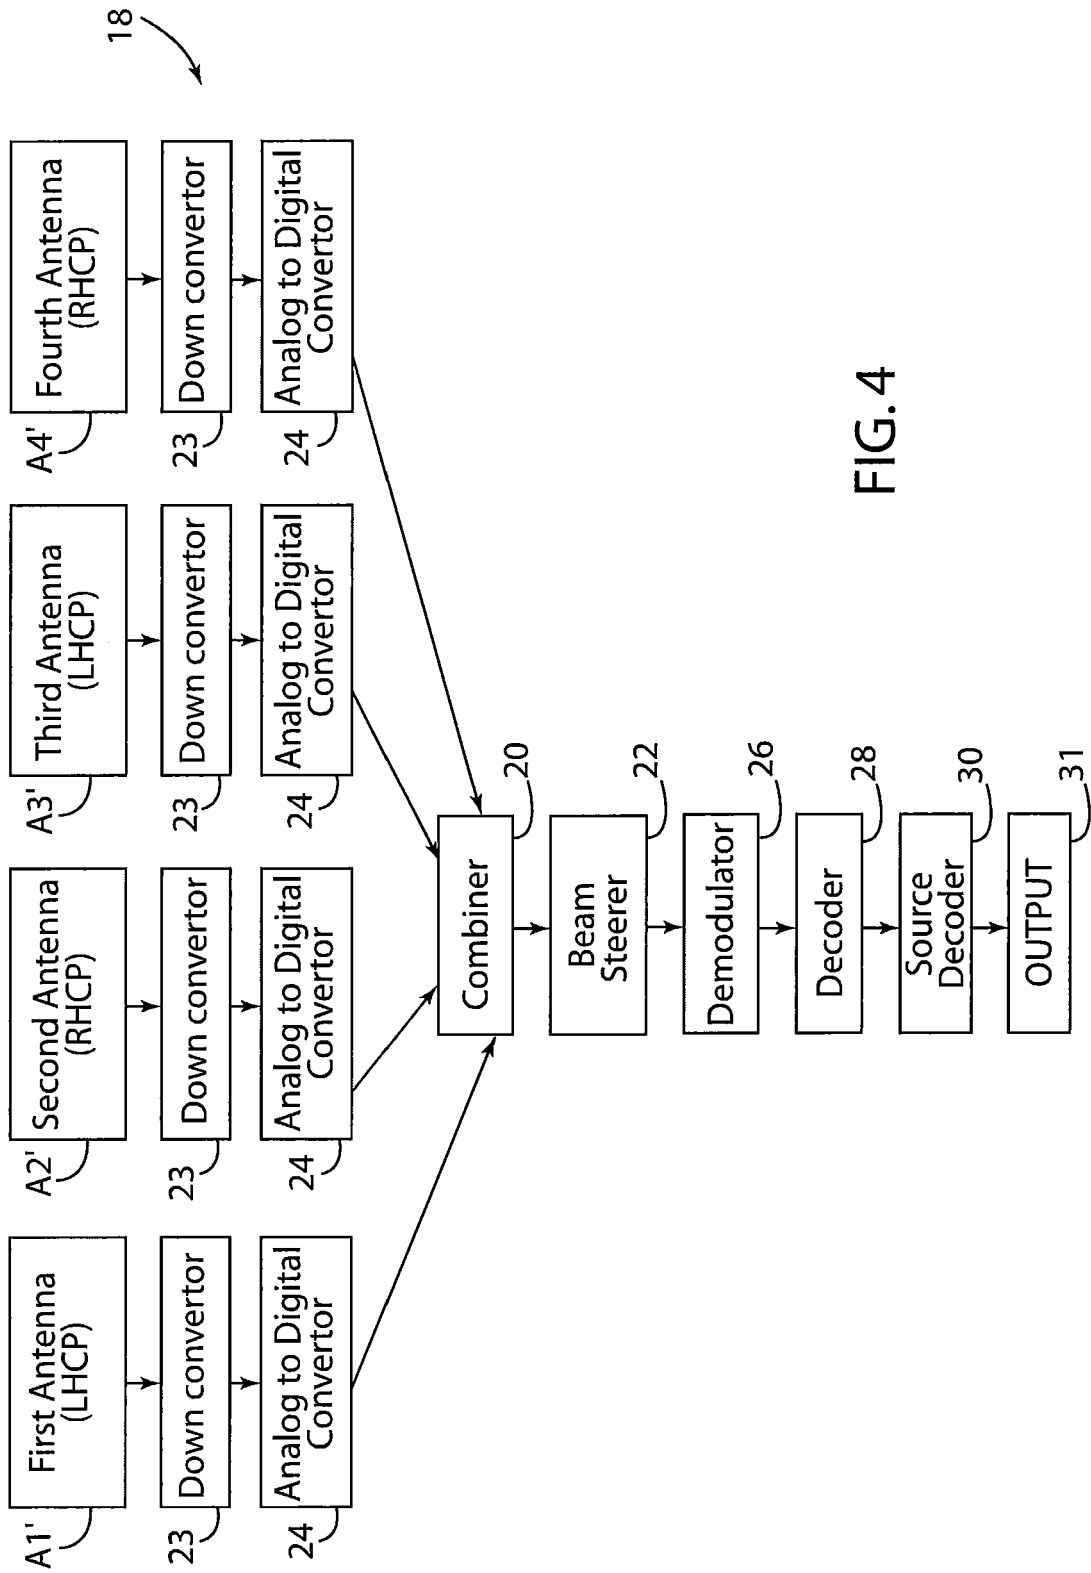 18
First Antenna
(LHCP)
A1'
Second Antenna
(RHCP)
A2'
Third Antenna
(LHCP)
A3'
Fourth Antenna
(RHCP)
A4'
Down convertor
23
Down convertor
23
Down convertor
23
Down convertor
23
Analog to Digital
Convertor
24
Analog to Digital
Convertor
24
Analog to Digital
Convertor
24
Analog to Digital
Convertor
24
Combiner
20
Beam
Steerer
22
Demodulator
26
Decoder
28
Source
Decoder
30
OUTPUT
31
FIG. 4